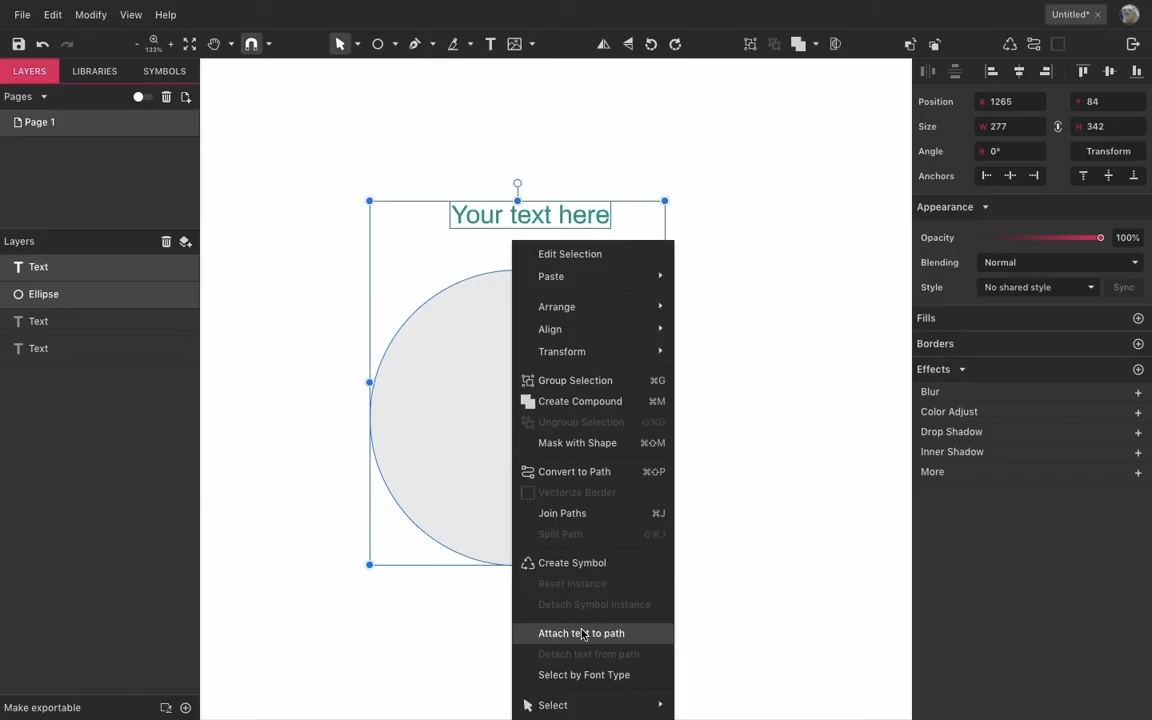 File Edit Modify View Help
Untitled* ×
- 133% +
LAYERS LIBRARIES SYMBOLS
Pages
Page 1
Layers
Text
Ellipse
Text
Text
Make exportable
Your text here
Edit Selection
Paste
Arrange
Align
Transform
Group Selection ⌘G
Create Compound ⌘M
Ungroup Selection ⇧⌘G
Mask with Shape ⌘⇧M
Convert to Path ⌘⇧P
Vectorize Border
Join Paths ⌘J
Split Path ⇧⌘J
Create Symbol
Reset Instance
Detach Symbol Instance
Attach text to path
Detach text from path
Select by Font Type
Select
Position X 1265 Y 84
Size W 277 H 342
Angle R 0° Transform
Anchors
Appearance
Opacity 100%
Blending Normal
Style No shared style Sync
Fills
Borders
Effects
Blur +
Color Adjust +
Drop Shadow +
Inner Shadow +
More +